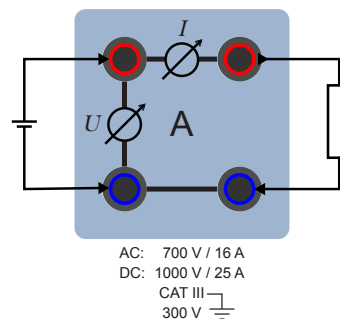 I
U
A
AC: 700 V / 16 A
DC: 1000 V / 25 A
CAT III
300 V